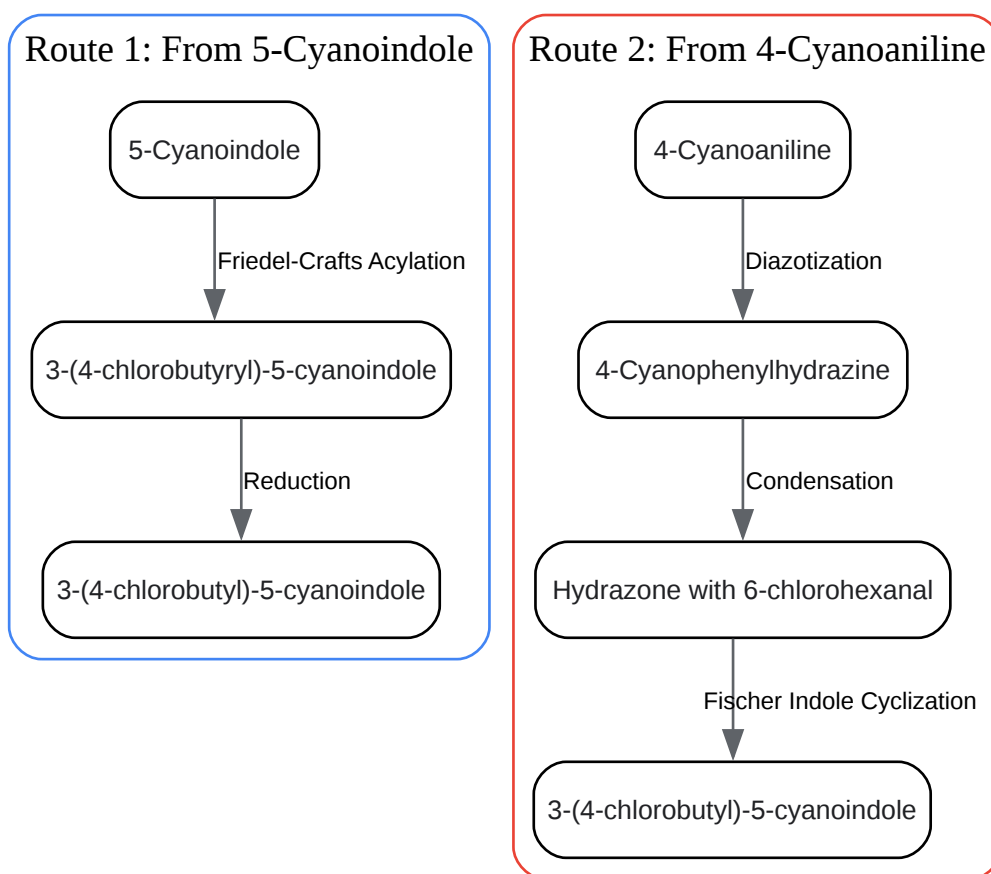 Route 1: From 5-Cyanoindole
5-Cyanoindole
Friedel-Crafts Acylation
3-(4-chlorobutyryl)-5-cyanoindole
Reduction
3-(4-chlorobutyl)-5-cyanoindole
Route 2: From 4-Cyanoaniline
4-Cyanoaniline
Diazotization
4-Cyanophenylhydrazine
Condensation
Hydrazone with 6-chlorohexanal
Fischer Indole Cyclization
3-(4-chlorobutyl)-5-cyanoindole